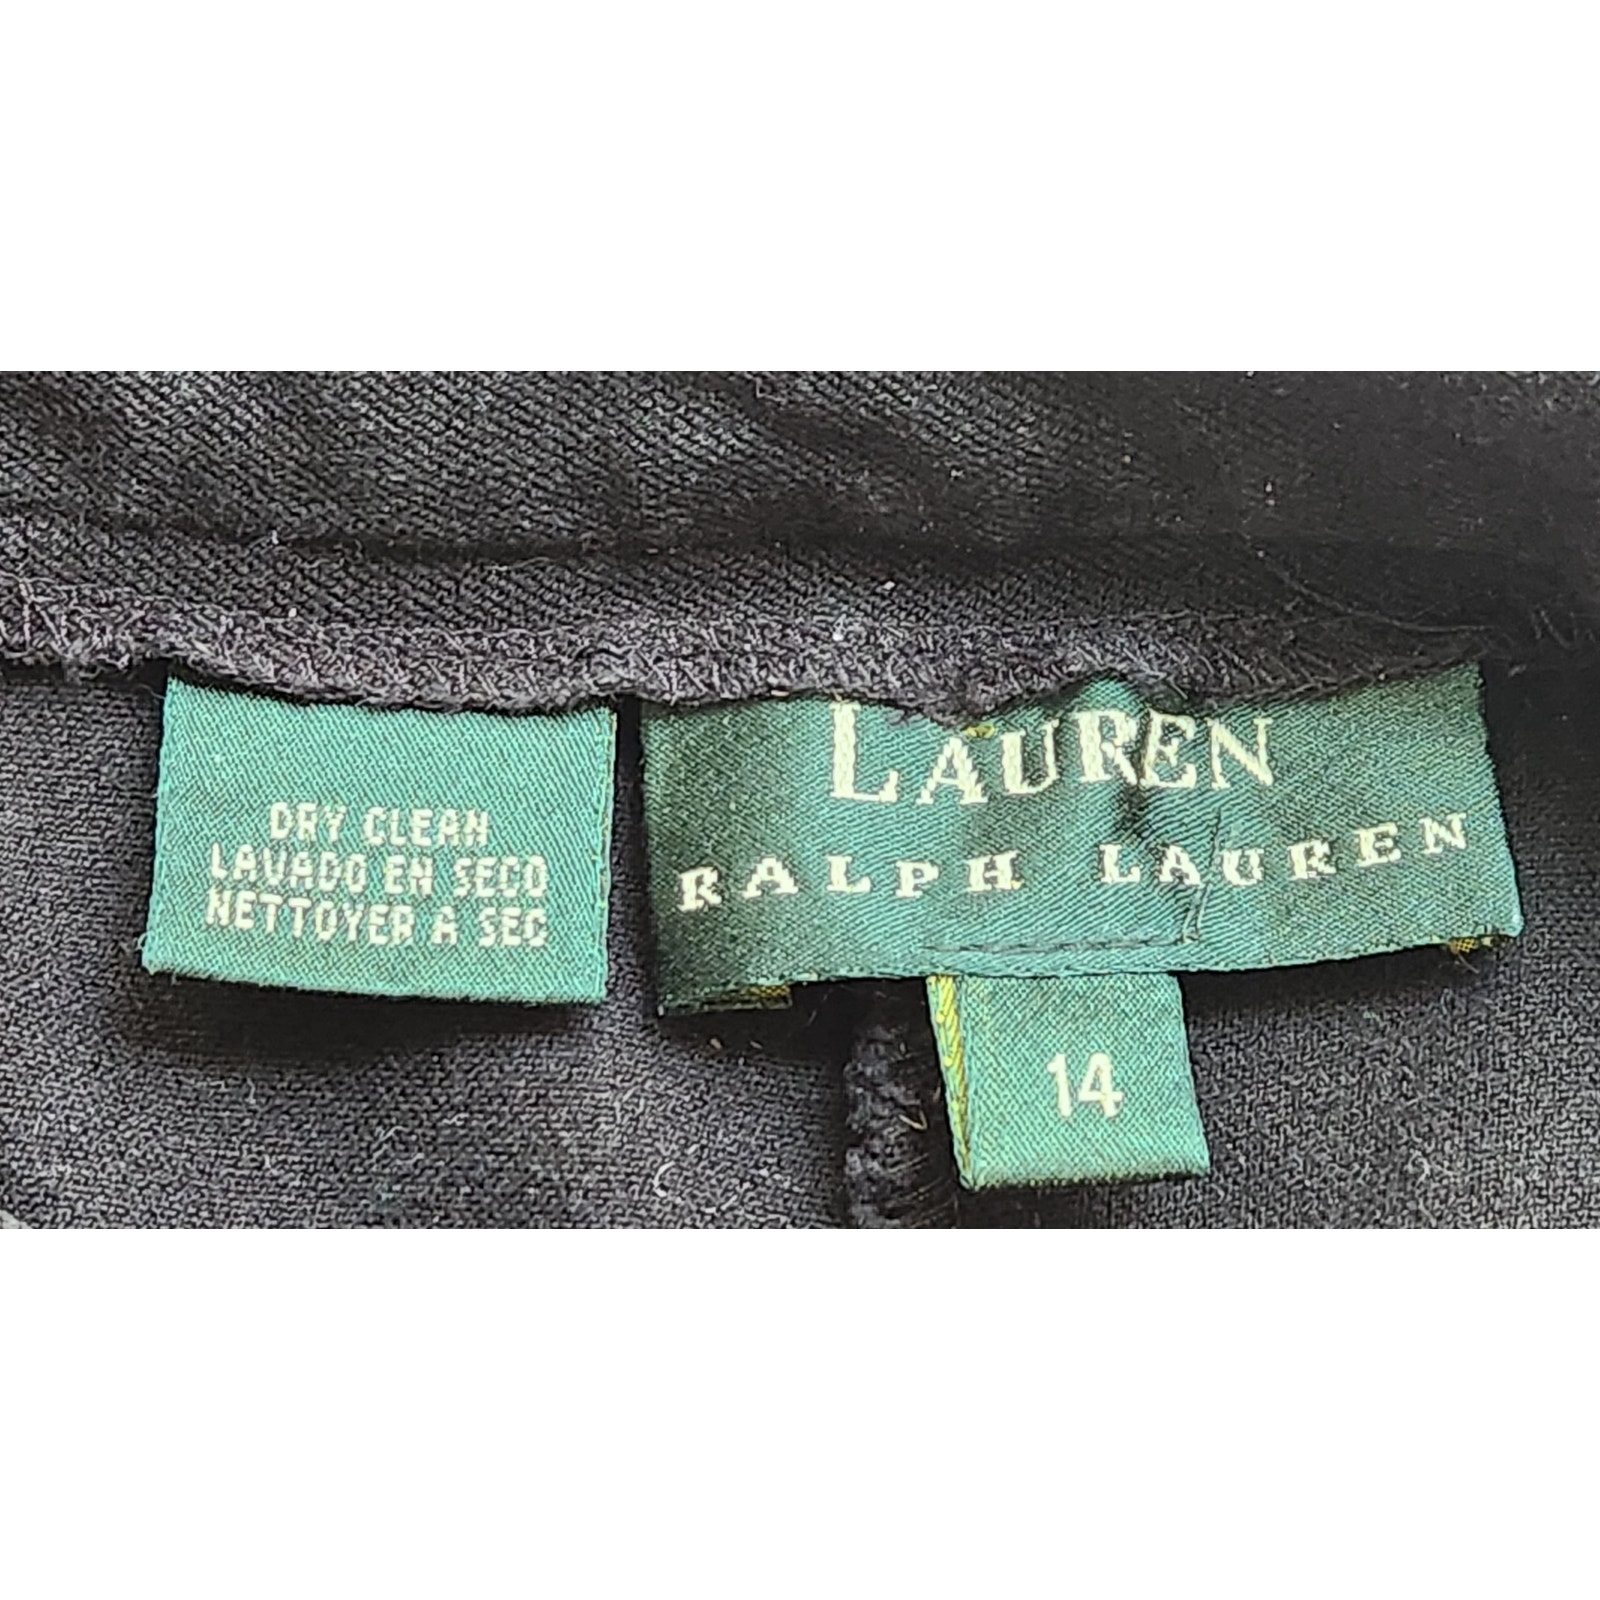 DRY CLEAN
LAVADO EN SECO
NETTOYER A SEC
LAUREN
RALPH LAUREN
14